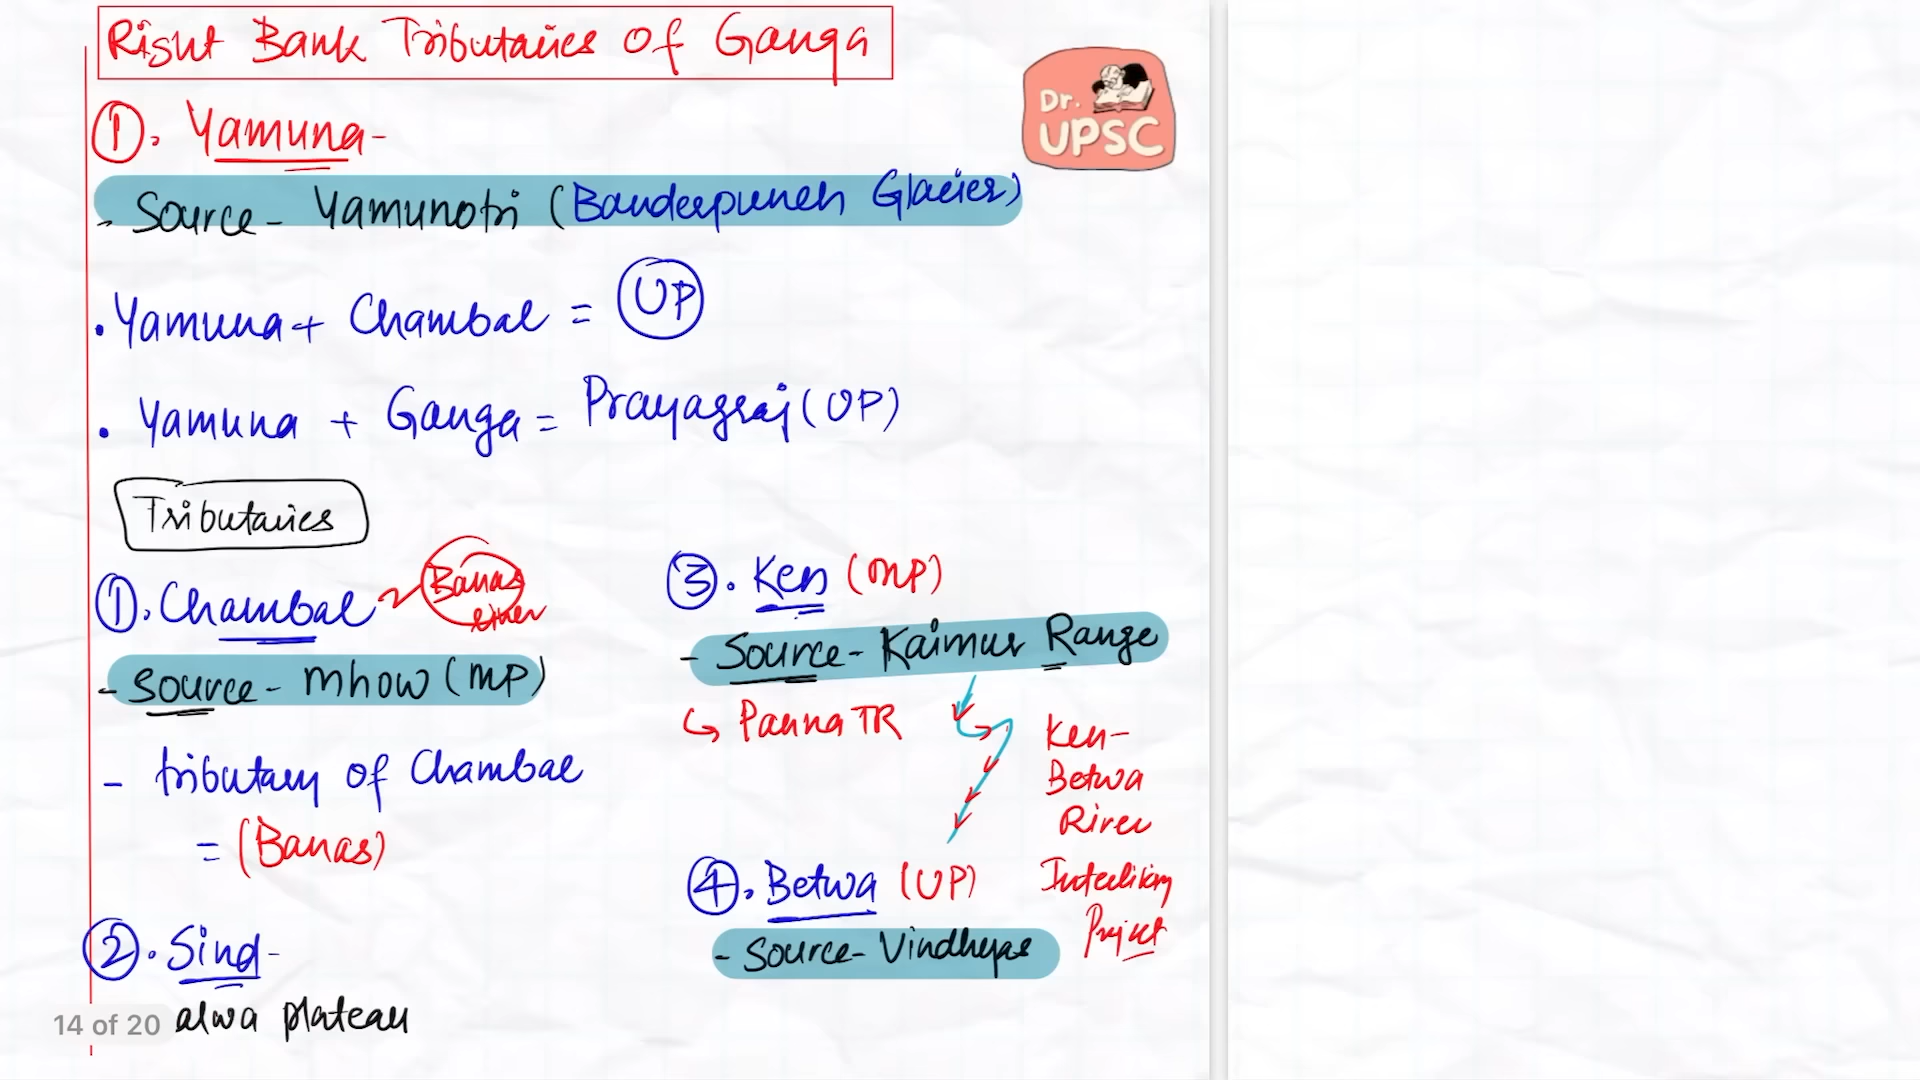 Right Bank Tributaries Of Ganga
Dr.
UPSC
①. Yamuna-
- Source - Yamunotri (Banderpunch Glacier)
• Yamuna + Chambal = UP
• Yamuna + Ganga = Prayagraj (UP)
Tributaries
①. Chambal
Banas
river
- Source - Mhow (MP)
- tributary of Chambal
= (Banas)
②. Sind -
alwa plateau
③. Ken (MP)
- Source - Kaimur Range
Panna TR
Ken-
Betwa
River
Interlinking
Project
④. Betwa (UP)
- Source - Vindhyas
14 of 20